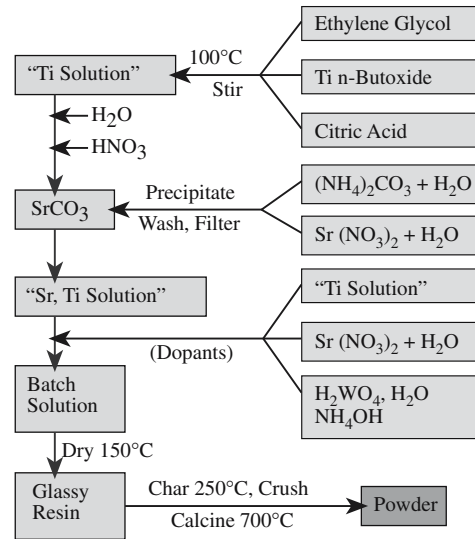 Ethylene Glycol
100°C
“Ti Solution”
Ti n-Butoxide
Stir
H₂O
Citric Acid
HNO₃
(NH₄)₂CO₃ + H₂O
Precipitate
SrCO₃
Wash, Filter
Sr (NO₃)₂ + H₂O
“Sr, Ti Solution”
“Ti Solution”
(Dopants)
Sr (NO₃)₂ + H₂O
Batch
Solution
H₂WO₄, H₂O
NH₄OH
Dry 150°C
Glassy
Resin
Char 250°C, Crush
Calcine 700°C
Powder